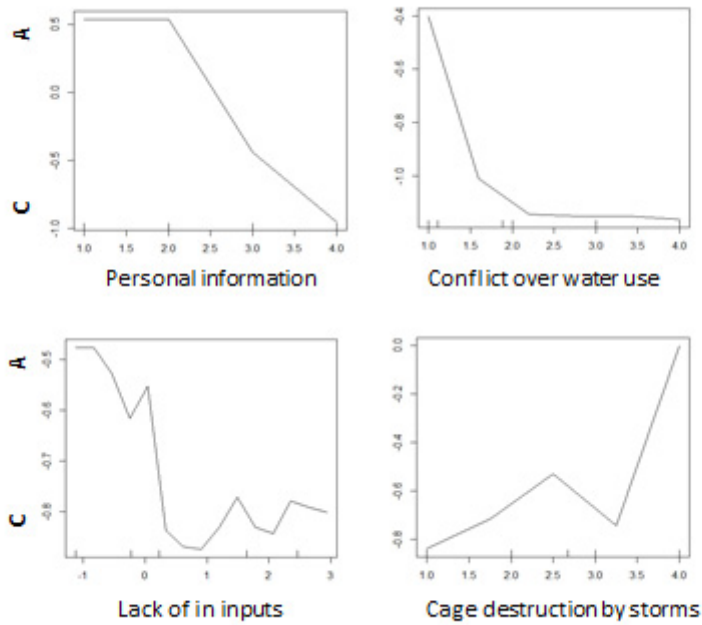 A
C
0.5
0.0
-0.5
-1.0
1.0 1.5 2.0 2.5 3.0 3.5 4.0
Personal information
-0.4
-0.6
-0.8
-1.0
1.0 1.5 2.0 2.5 3.0 3.5 4.0
Conflict over water use
A
C
-0.5
-0.6
-0.7
-0.8
-1 0 1 2 3
Lack of in inputs
0.0
-0.2
-0.4
-0.6
-0.8
1.0 1.5 2.0 2.5 3.0 3.5 4.0
Cage destruction by storms